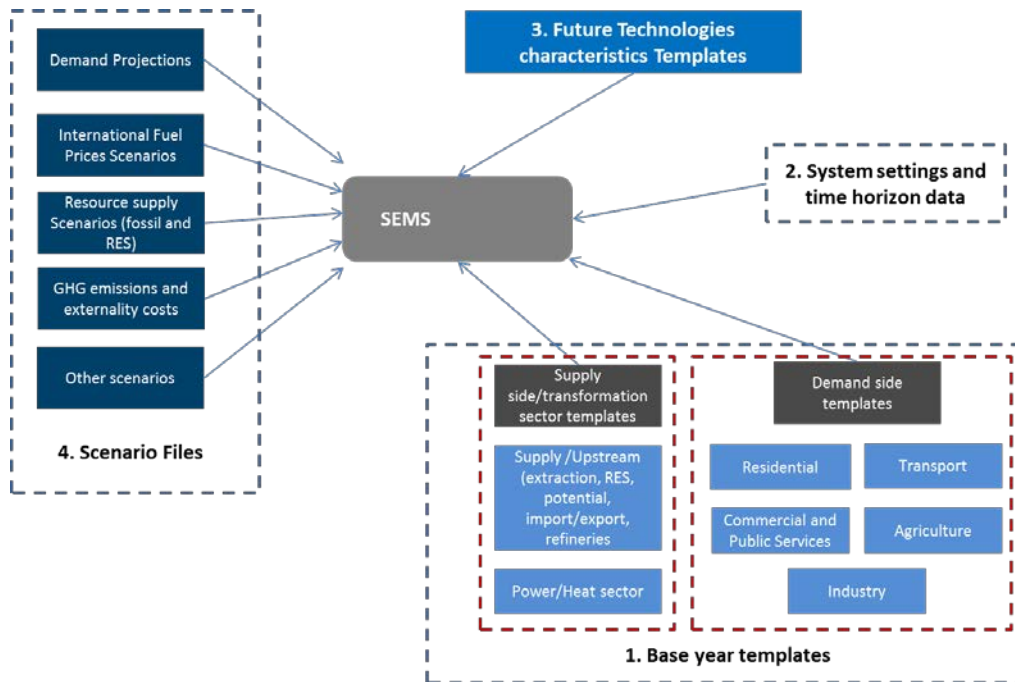 Demand Projections
International Fuel
Prices Scenarios
Resource supply
Scenarios (fossil and
RES)
GHG emissions and
externality costs
Other scenarios
4. Scenario Files
3. Future Technologies
characteristics Templates
SEMS
2. System settings and
time horizon data
Supply
side/transformation
sector templates
Supply /Upstream
(extraction, RES,
potential,
import/export,
refineries
Power/Heat sector
Demand side
templates
Residential
Transport
Commercial and
Public Services
Agriculture
Industry
1. Base year templates